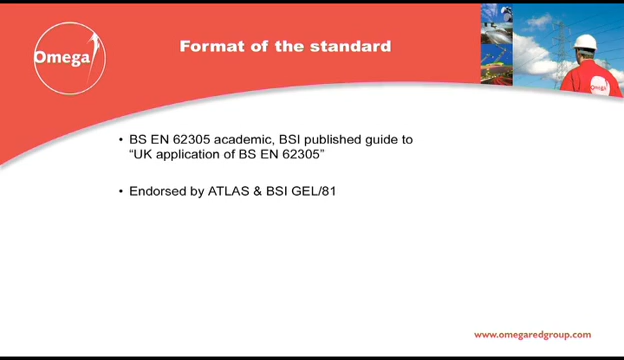 Omega
Format of the standard
Omega
• BS EN 62305 academic, BSI published guide to
“UK application of BS EN 62305”
• Endorsed by ATLAS & BSI GEL/81
www.omegaredgroup.com